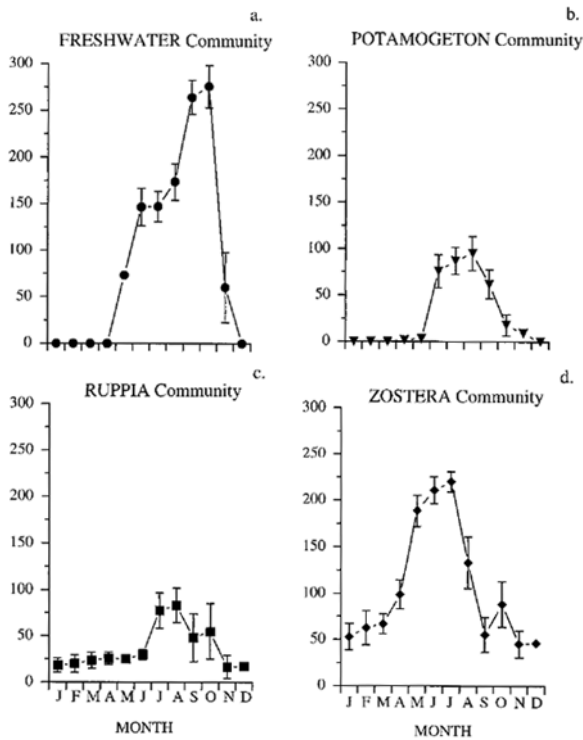 a.
FRESHWATER Community
300
250
200
150
100
50
0
b.
POTAMOGETON Community
300
250
200
150
100
50
0
c.
RUPPIA Community
300
250
200
150
100
50
0
J F M A M J J A S O N D
MONTH
d.
ZOSTERA Community
300
250
200
150
100
50
0
J F M A M J J A S O N D
MONTH